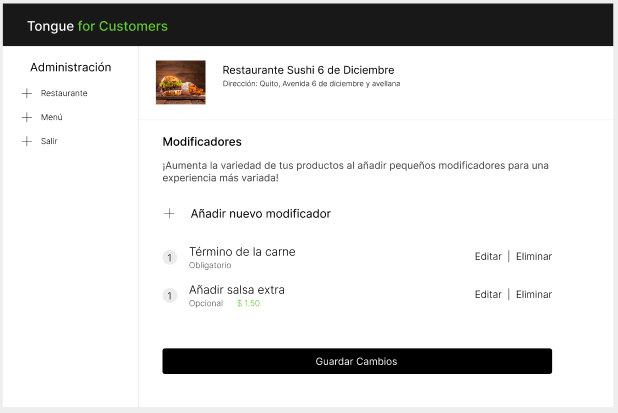 Tongue for Customers
Administración
Restaurante
Menú
Salir
Restaurante Sushi 6 de Diciembre
Dirección: Quito, Avenida 6 de diciembre y avellana
Modificadores
¡Aumenta la variedad de tus productos al añadir pequeños modificadores para una
experiencia más variada!
Añadir nuevo modificador
1 Término de la carne Editar | Eliminar
Obligatorio
1 Añadir salsa extra Editar | Eliminar
Opcional $ 1.50
Guardar Cambios